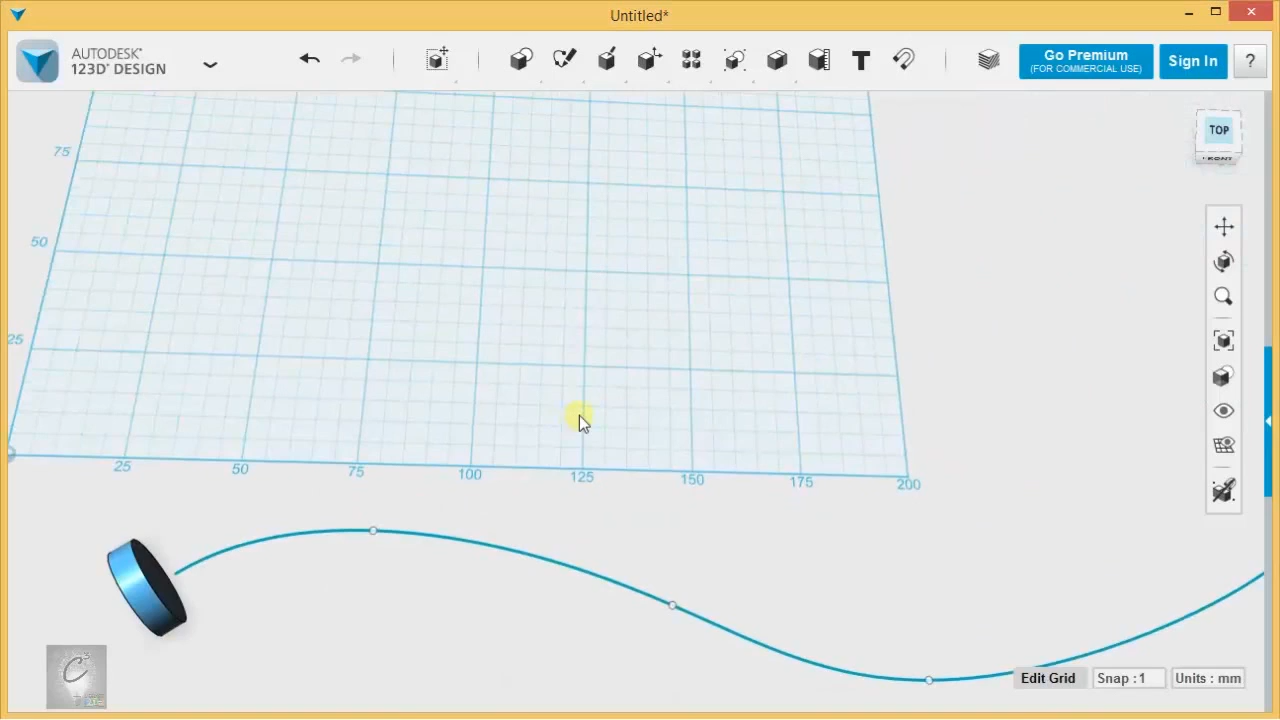 Untitled*
AUTODESK®
123D® DESIGN
Go Premium
(FOR COMMERCIAL USE)
Sign In
?
TOP
FRONT
75
50
25
25
50
75
100
125
150
175
200
Edit Grid
Snap : 1
Units : mm